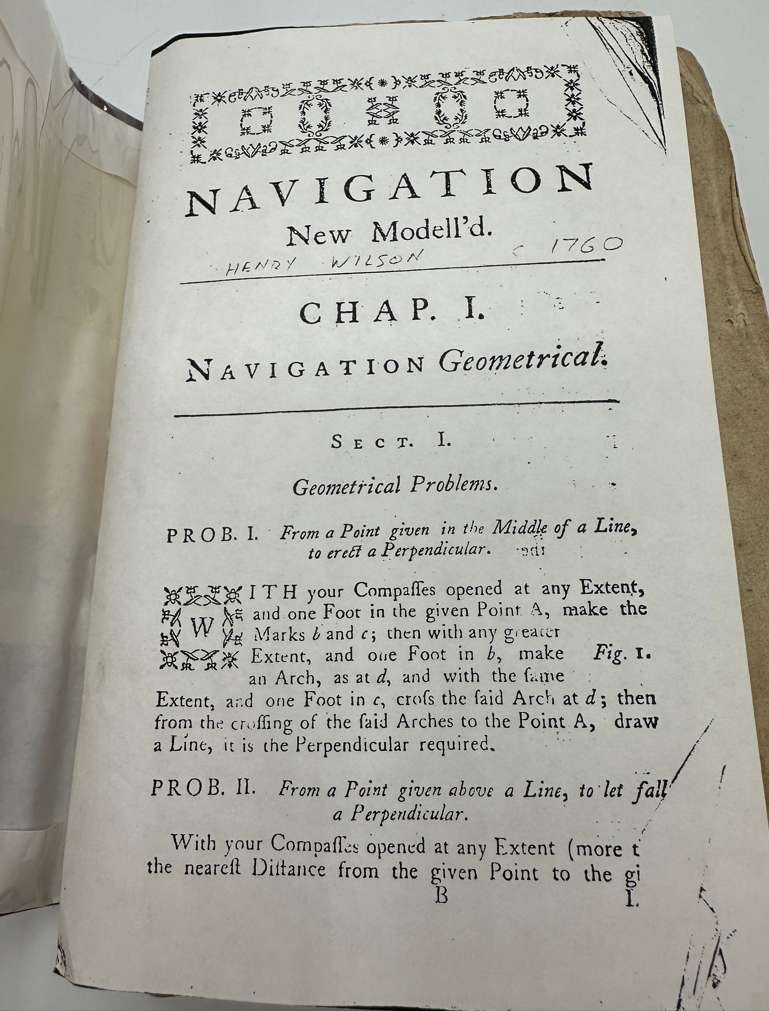 NAVIGATION
New Modell'd.
HENRY WILSON c 1760
CHAP. I.
NAVIGATION Geometrical.
SECT. I.
Geometrical Problems.
PROB. I. From a Point given in the Middle of a Line,
to erect a Perpendicular.
WITH your Compaſſes opened at any Extent,
and one Foot in the given Point A, make the
Marks b and c; then with any greater
Extent, and one Foot in b, make Fig. 1.
an Arch, as at d, and with the ſame
Extent, and one Foot in c, croſs the ſaid Arch at d; then
from the croſſing of the ſaid Arches to the Point A, draw
a Line, it is the Perpendicular required.
PROB. II. From a Point given above a Line, to let fall
a Perpendicular.
With your Compaſſes opened at any Extent (more t
the neareſt Diſtance from the given Point to the gi
B I.